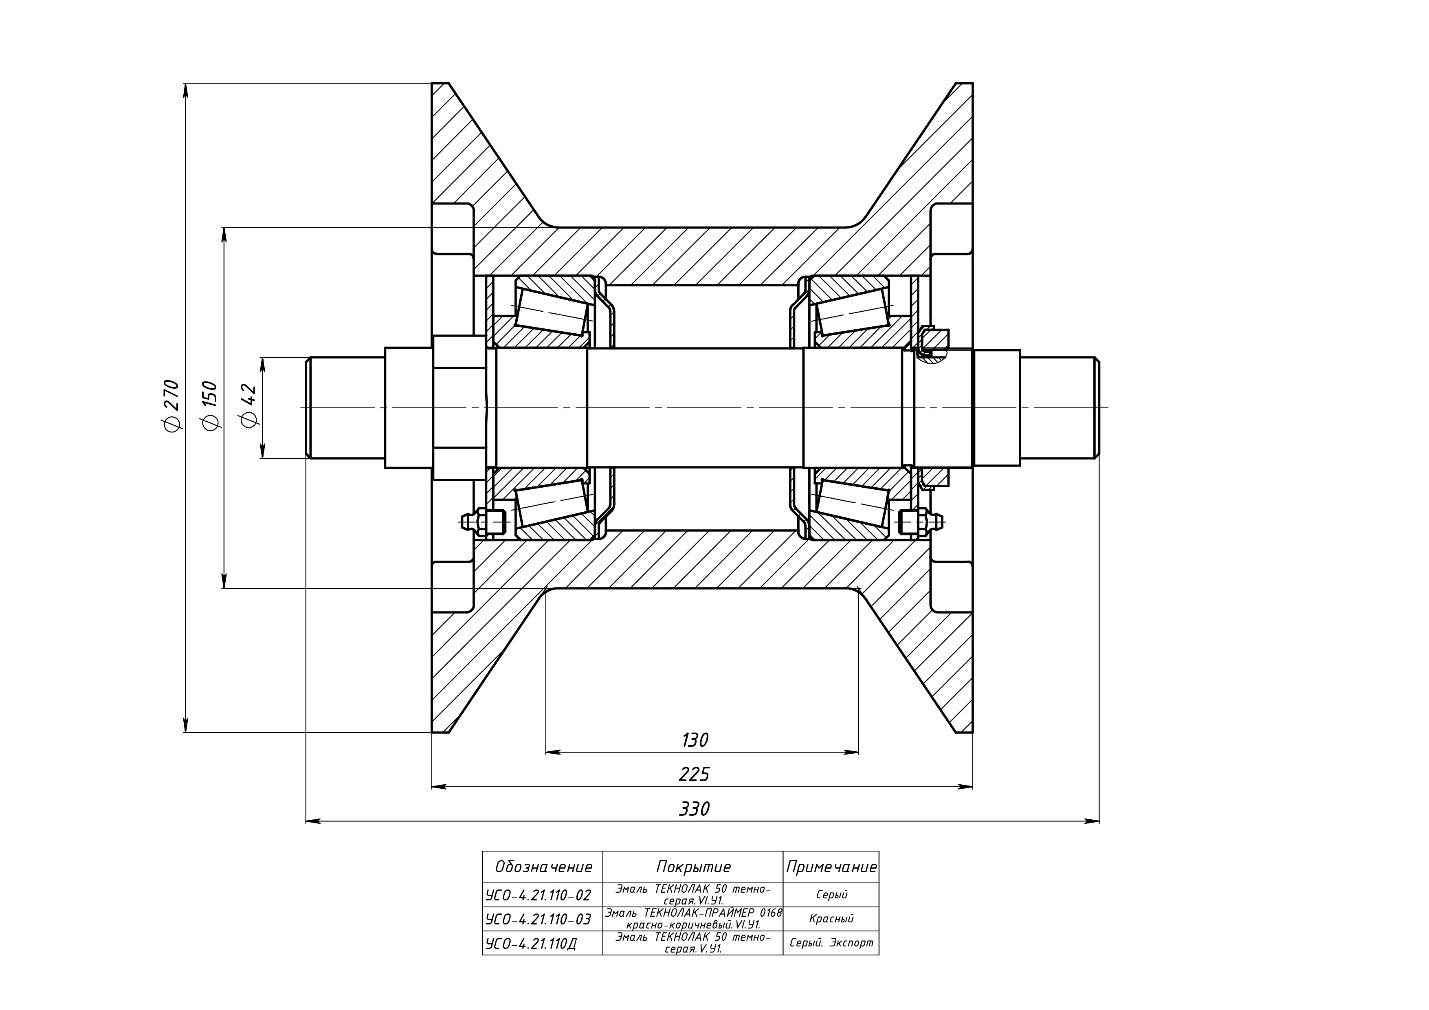 ⌀270
⌀150
⌀42
130
225
330
Обозначение Покрытие Примечание
УСО-4.21.110-02 Эмаль ТЕКНОЛАК 50 темно-
серая.VI.У1. Серый
УСО-4.21.110-03 Эмаль ТЕКНОЛАК-ПРАЙМЕР 0168
красно-коричневый.VI.У1. Красный
УСО-4.21.110Д Эмаль ТЕКНОЛАК 50 темно-
серая.V.У1. Серый. Экспорт